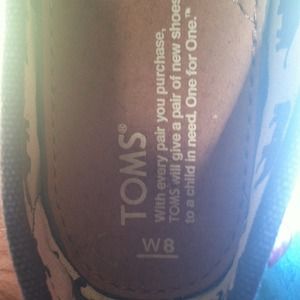 TOMS®
With every pair you purchase,
TOMS will give a pair of new shoes
to a child in need. One for One.™
W8